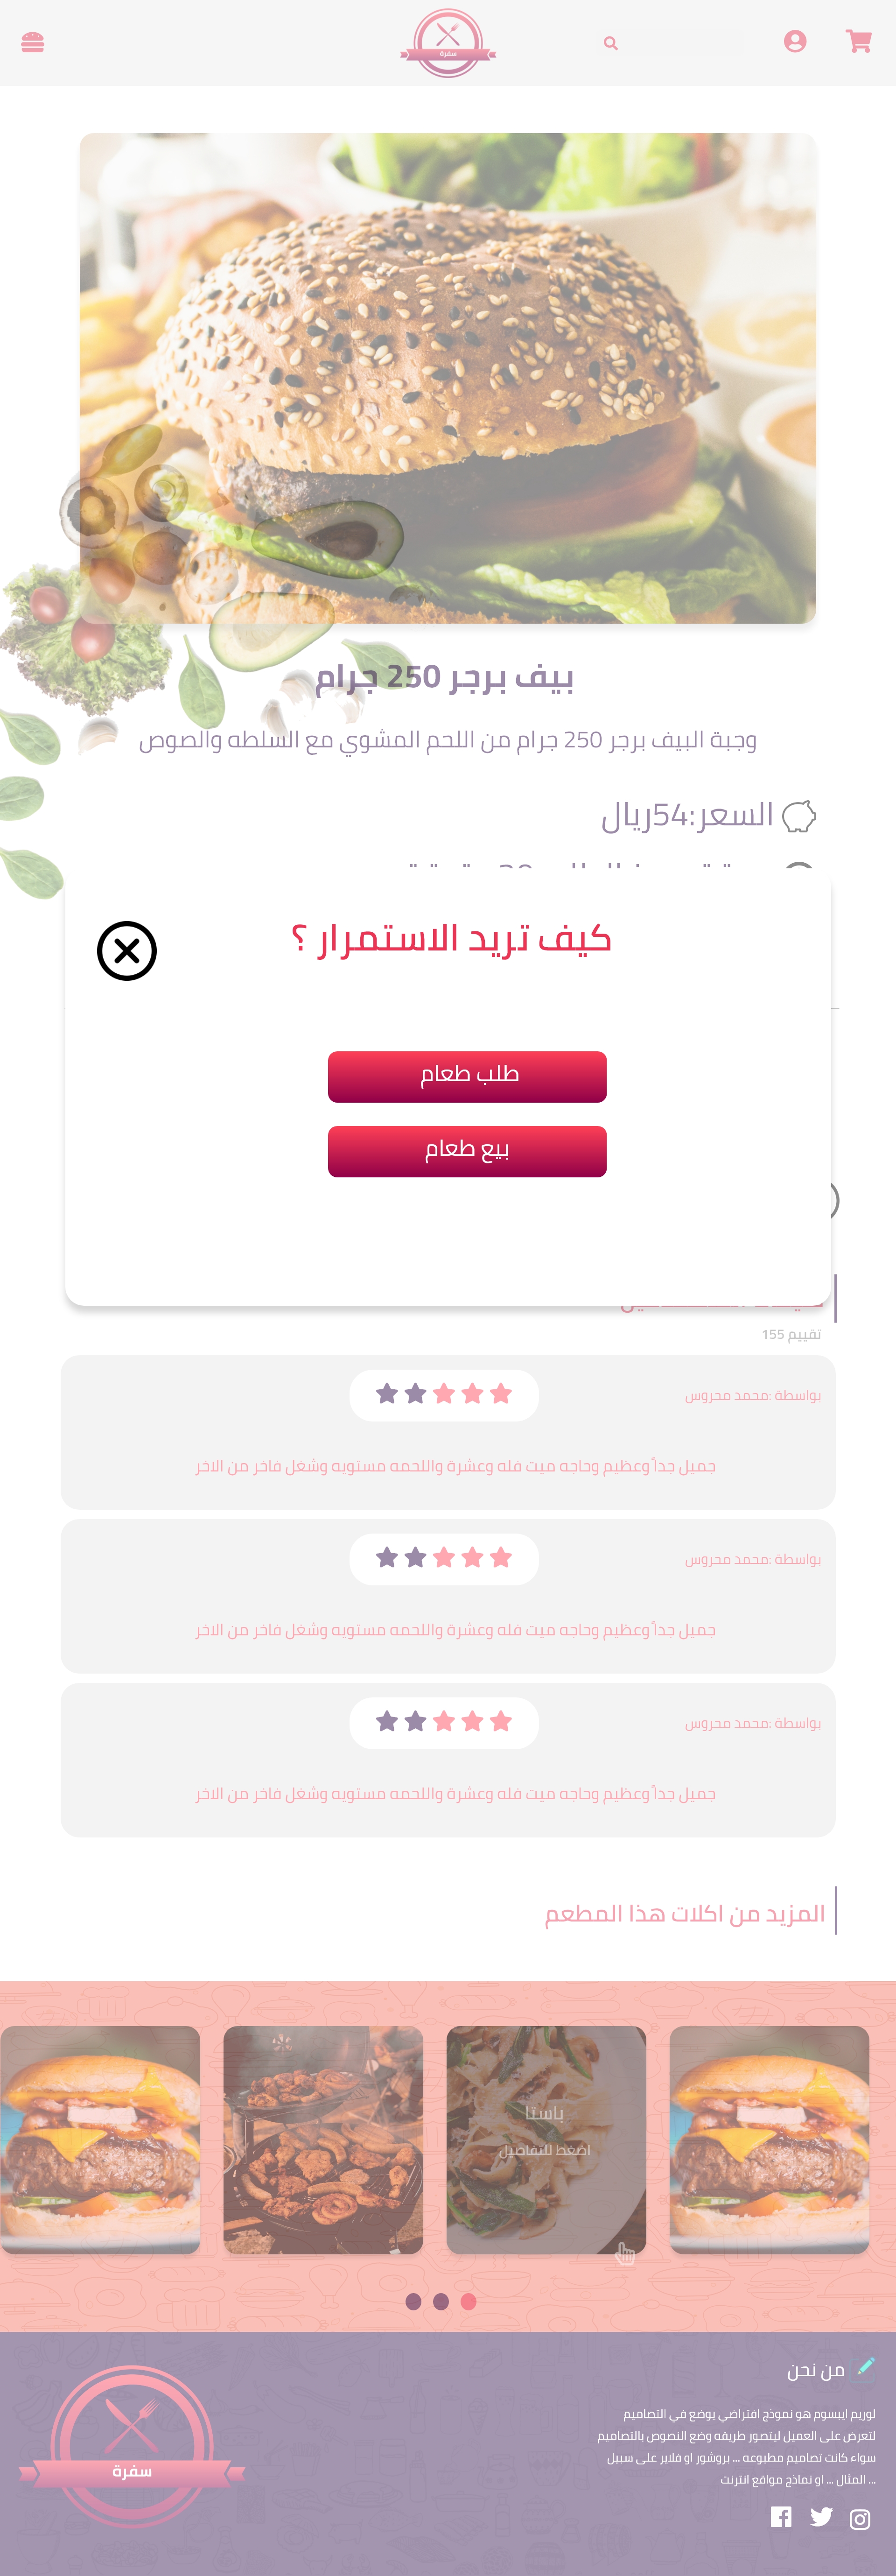 سفرة
بيف برجر 250 جرام
وجبة البيف برجر 250 جرام من اللحم المشوي مع السلطه والصوص
السعر:54ريال
كيف تريد الاستمرار ؟
طلب طعام
بيع طعام
تقييم 155
بواسطة :محمد محروس
جميل جداً وعظيم وحاجه ميت فله وعشرة واللحمه مستويه وشغل فاخر من الاخر
بواسطة :محمد محروس
جميل جداً وعظيم وحاجه ميت فله وعشرة واللحمه مستويه وشغل فاخر من الاخر
بواسطة :محمد محروس
جميل جداً وعظيم وحاجه ميت فله وعشرة واللحمه مستويه وشغل فاخر من الاخر
المزيد من اكلات هذا المطعم
باستا
اضغط للتفاصيل
من نحن
لوريم ايبسوم هو نموذج افتراضي يوضع في التصاميم
لتعرض على العميل ليتصور طريقه وضع النصوص بالتصاميم
سواء كانت تصاميم مطبوعه ... بروشور او فلاير على سبيل
المثال ... او نماذج مواقع انترنت ...
سفرة